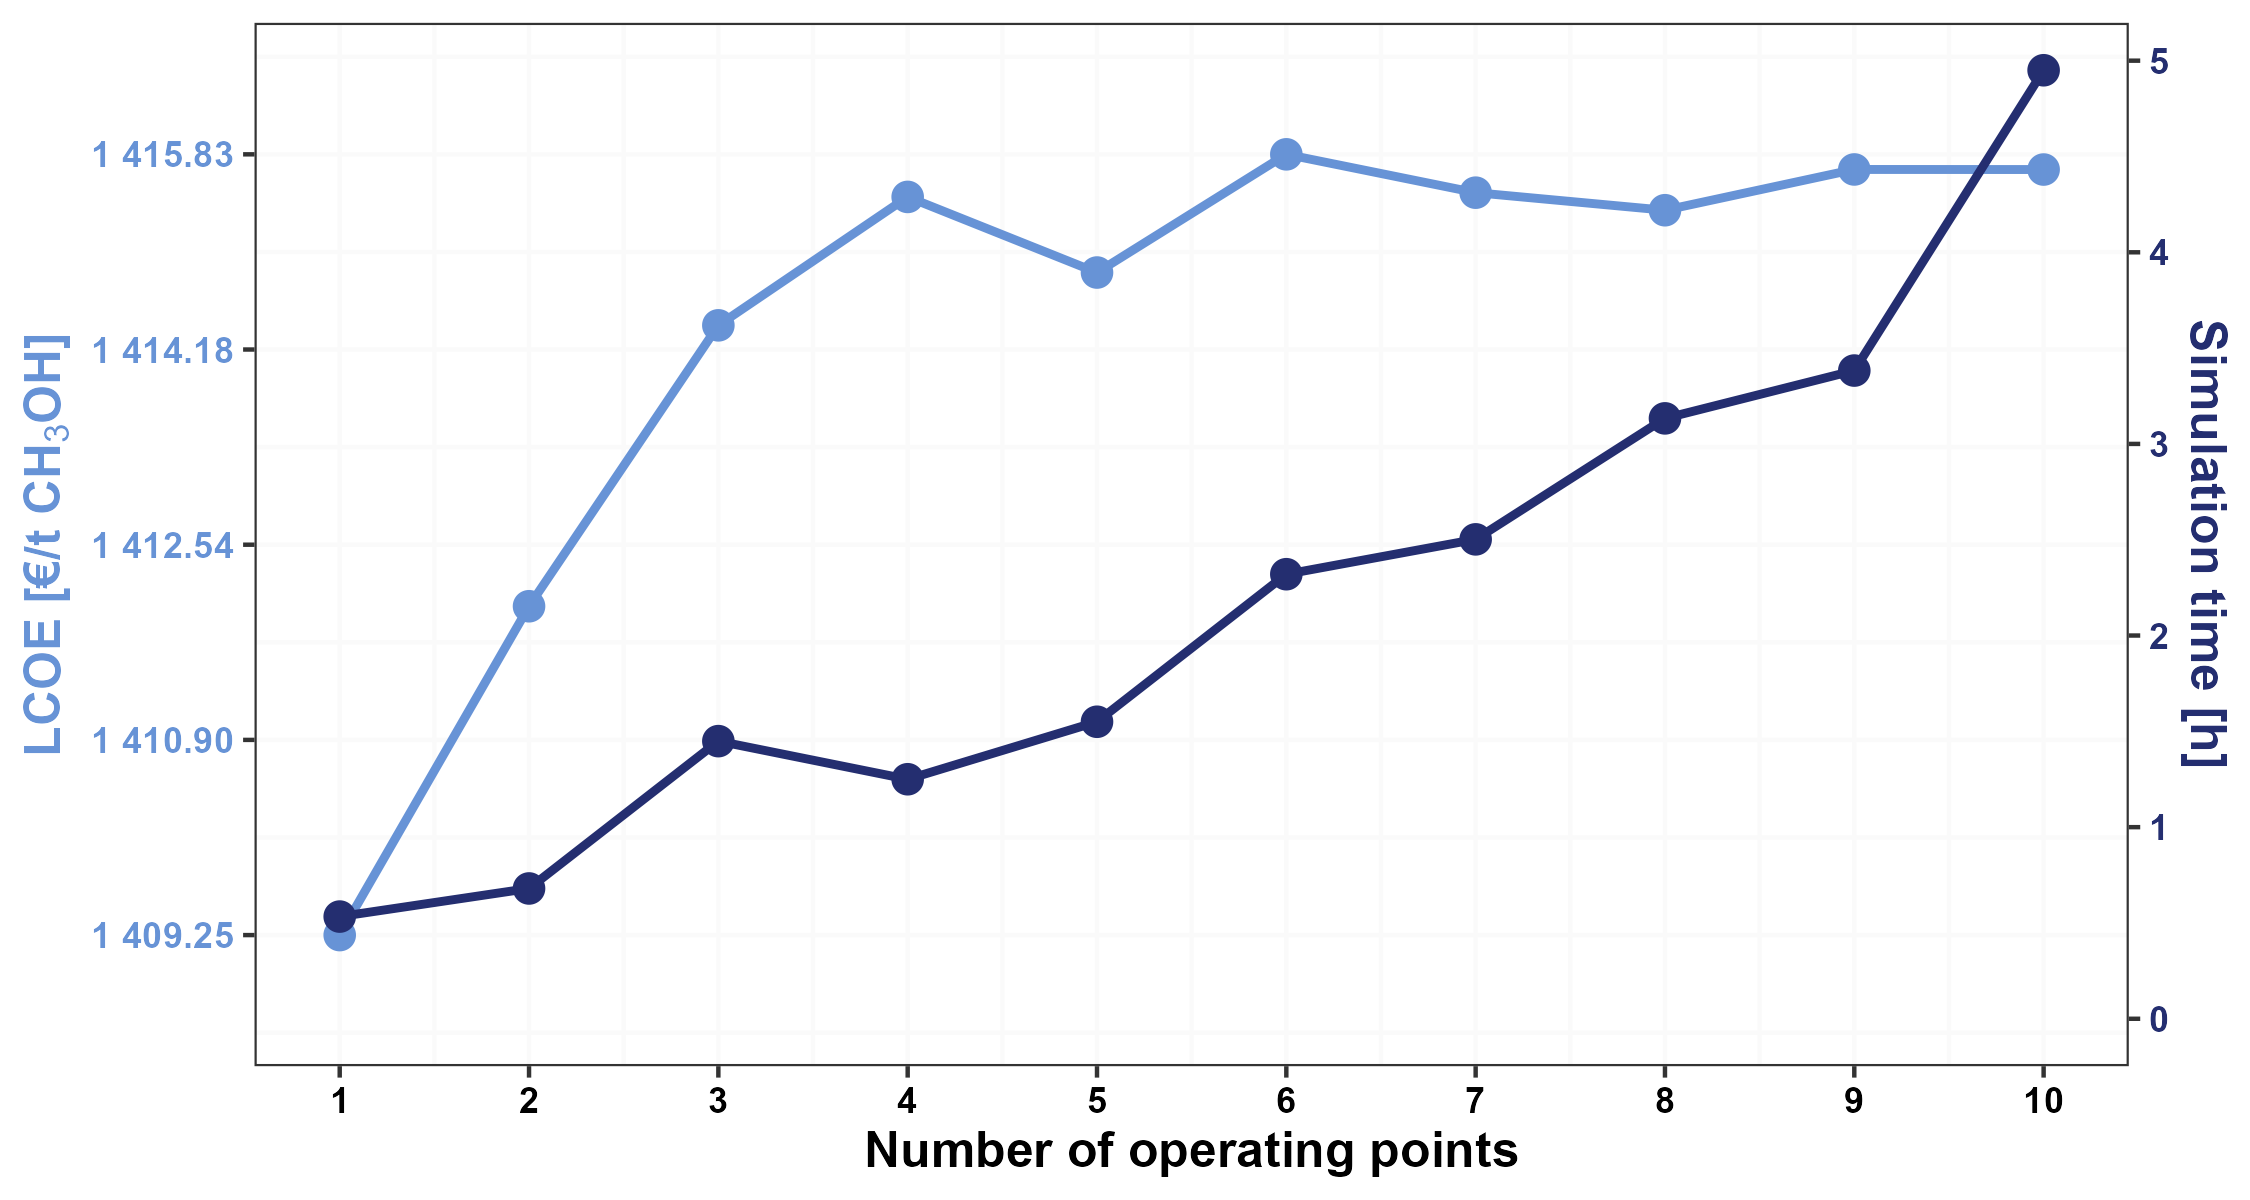 LCOE [€/t CH₃OH]
1 415.83
1 414.18
1 412.54
1 410.90
1 409.25
5
4
3
2
1
0
Simulation time [h]
1 2 3 4 5 6 7 8 9 10
Number of operating points